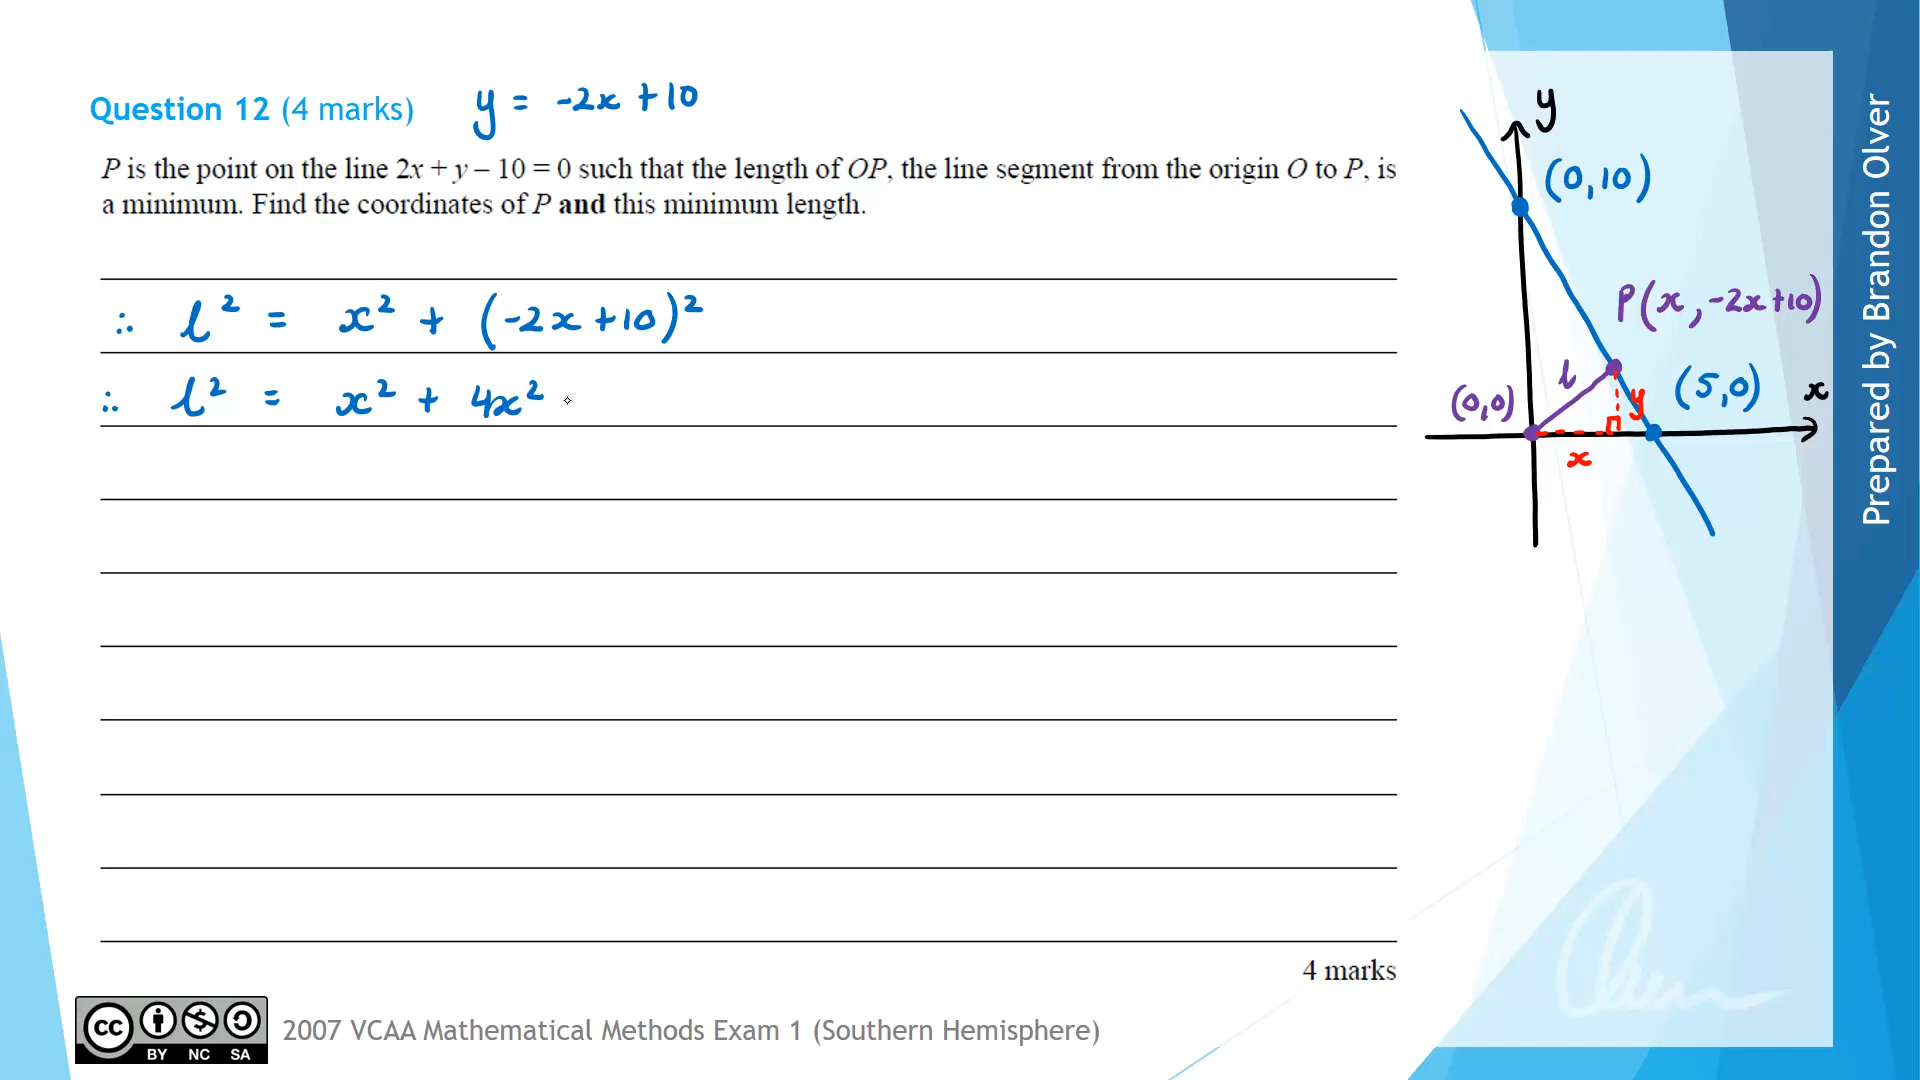 Question 12 (4 marks) y = -2x + 10
P is the point on the line 2x + y – 10 = 0 such that the length of OP, the line segment from the origin O to P, is
a minimum. Find the coordinates of P and this minimum length.
∴ l² = x² + (-2x + 10)²
∴ l² = x² + 4x²
4 marks
y
(0,10)
P(x, -2x+10)
l
(0,0)
y
(5,0)
x
x
Prepared by Brandon Olver
cc
BY NC SA
2007 VCAA Mathematical Methods Exam 1 (Southern Hemisphere)